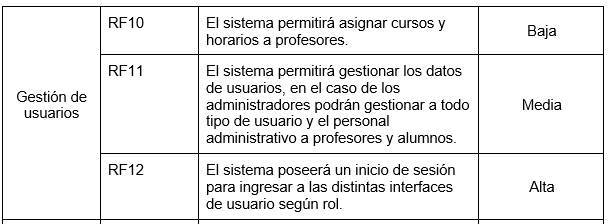 Gestión de
usuarios
RF10
El sistema permitirá asignar cursos y
horarios a profesores.
Baja
RF11
El sistema permitirá gestionar los datos
de usuarios, en el caso de los
administradores podrán gestionar a todo
tipo de usuario y el personal
administrativo a profesores y alumnos.
Media
RF12
El sistema poseerá un inicio de sesión
para ingresar a las distintas interfaces
de usuario según rol.
Alta